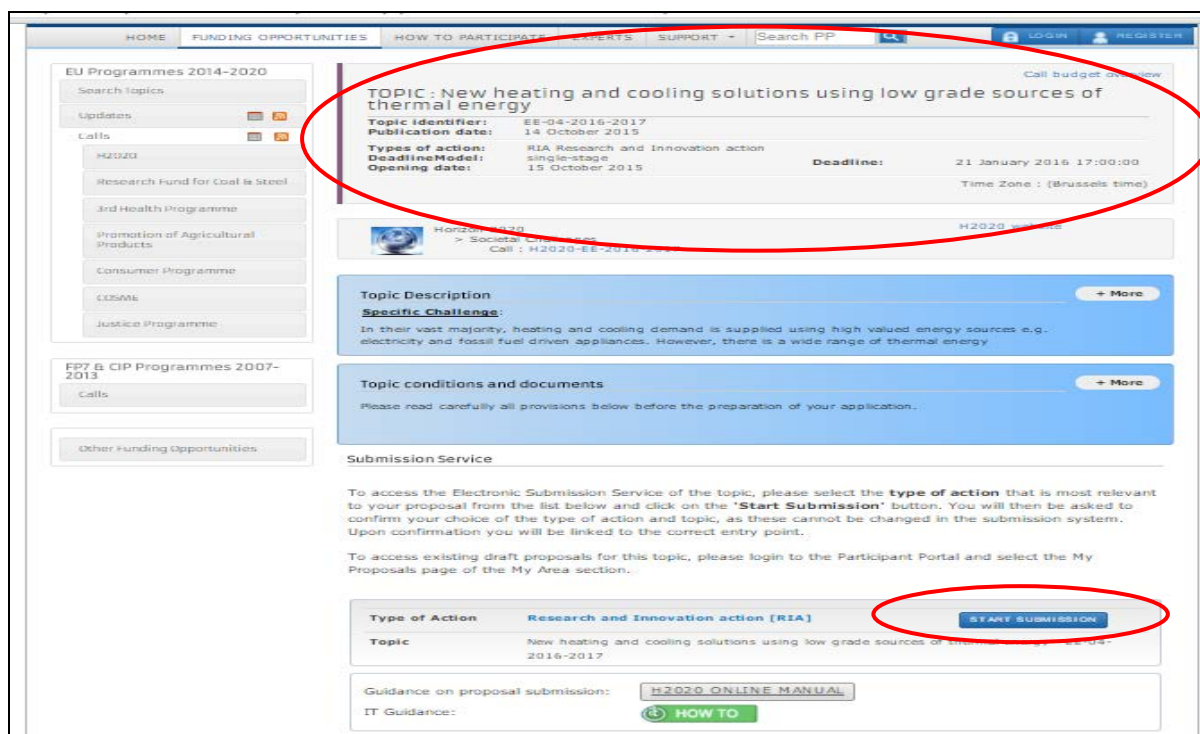 HOME FUNDING OPPORTUNITIES HOW TO PARTICIPATE EXPERTS SUPPORT Search PP LOGIN REGISTER
EU Programmes 2014-2020
Search Topics
Updates
Calls
H2020
Research Fund for Coal & Steel
3rd Health Programme
Promotion of Agricultural
Products
Consumer Programme
COSME
Justice Programme
FP7 & CIP Programmes 2007-
2013
Calls
Other Funding Opportunities
Call budget overview
TOPIC : New heating and cooling solutions using low grade sources of
thermal energy
Topic identifier: EE-04-2016-2017
Publication date: 14 October 2015
Types of action: RIA Research and Innovation action
DeadlineModel: single-stage Deadline: 21 January 2016 17:00:00
Opening date: 15 October 2015
Time Zone : (Brussels time)
Horizon 2020 H2020 website
> Societal Challenges
Call : H2020-EE-2016-2017
Topic Description + More
Specific Challenge:
In their vast majority, heating and cooling demand is supplied using high valued energy sources e.g.
electricity and fossil fuel driven appliances. However, there is a wide range of thermal energy
Topic conditions and documents + More
Please read carefully all provisions below before the preparation of your application.
Submission Service
To access the Electronic Submission Service of the topic, please select the type of action that is most relevant
to your proposal from the list below and click on the 'Start Submission' button. You will then be asked to
confirm your choice of the type of action and topic, as these cannot be changed in the submission system.
Upon confirmation you will be linked to the correct entry point.
To access existing draft proposals for this topic, please login to the Participant Portal and select the My
Proposals page of the My Area section.
Type of Action Research and Innovation action [RIA] START SUBMISSION
Topic New heating and cooling solutions using low grade sources of thermal energy - EE-04-
2016-2017
Guidance on proposal submission: H2020 ONLINE MANUAL
IT Guidance: HOW TO